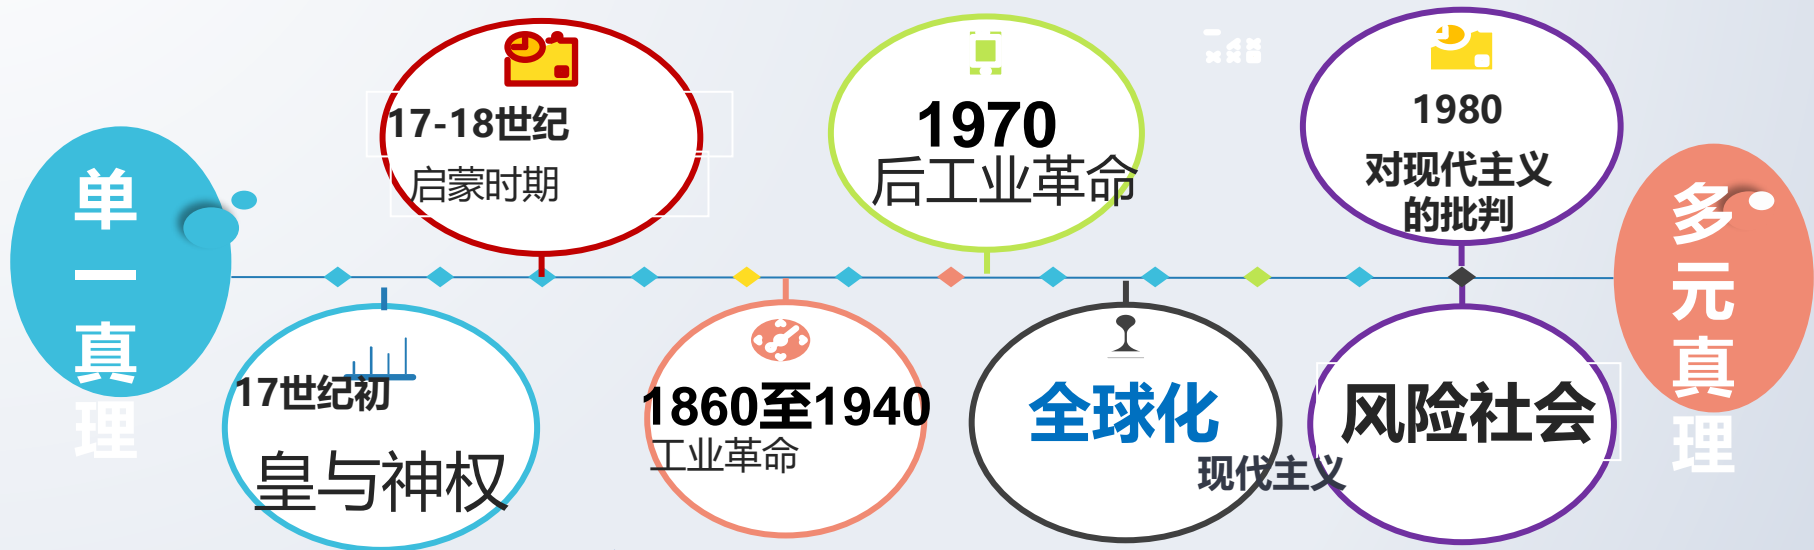 单一真理
17世纪初
皇与神权
17-18世纪
启蒙时期
1860至1940
工业革命
1970
后工业革命
全球化
现代主义
1980
对现代主义
的批判
风险社会
多元真理